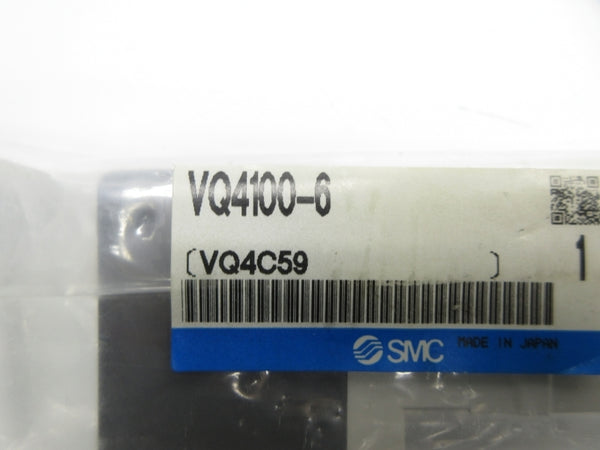 VQ4100-6
[VQ4C59 ]
1
SMC MADE IN JAPAN